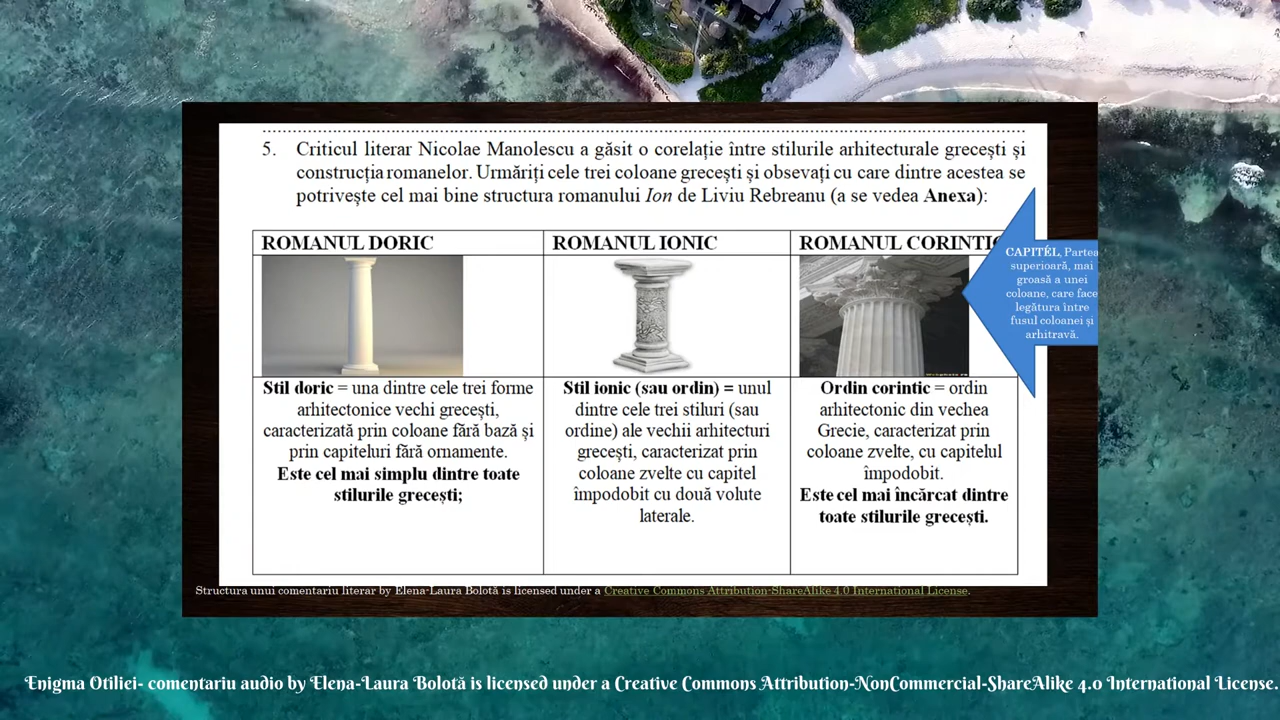 5. Criticul literar Nicolae Manolescu a găsit o corelație între stilurile arhitecturale grecești și
construcția romanelor. Urmăriți cele trei coloane grecești și obsevați cu care dintre acestea se
potrivește cel mai bine structura romanului Ion de Liviu Rebreanu (a se vedea Anexa):
ROMANUL DORIC
Stil doric = una dintre cele trei forme
arhitectonice vechi grecești,
caracterizată prin coloane fără bază și
prin capiteluri fără ornamente.
Este cel mai simplu dintre toate
stilurile grecești;
ROMANUL IONIC
Stil ionic (sau ordin) = unul
dintre cele trei stiluri (sau
ordine) ale vechii arhitecturi
grecești, caracterizat prin
coloane zvelte cu capitel
împodobit cu două volute
laterale.
ROMANUL CORINTIC
Ordin corintic = ordin
arhitectonic din vechea
Grecie, caracterizat prin
coloane zvelte, cu capitelul
împodobit.
Este cel mai încărcat dintre
toate stilurile grecești.
CAPITÉL, Partea
superioară, mai
groasă a unei
coloane, care face
legătura între
fusul coloanei și
arhitravă.
Structura unui comentariu literar by Elena-Laura Bolotă is licensed under a Creative Commons Attribution-ShareAlike 4.0 International License.
Enigma Otiliei- comentariu audio by Elena-Laura Bolotă is licensed under a Creative Commons Attribution-NonCommercial-ShareAlike 4.0 International License.